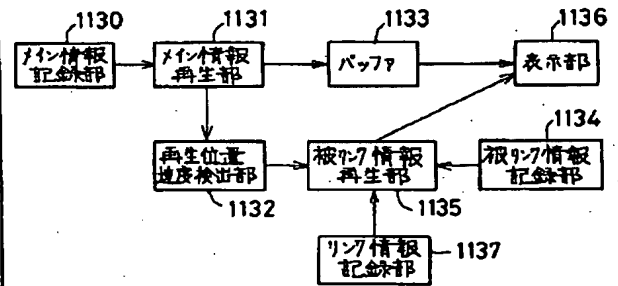 1130
1131
1133
1136
メイン情報
記録部
メイン情報
再生部
バッファ
表示部
1134
再生位置
速度検出部
被リンク情報
再生部
被リンク情報
記録部
1132
1135
リンク情報
記録部
1137